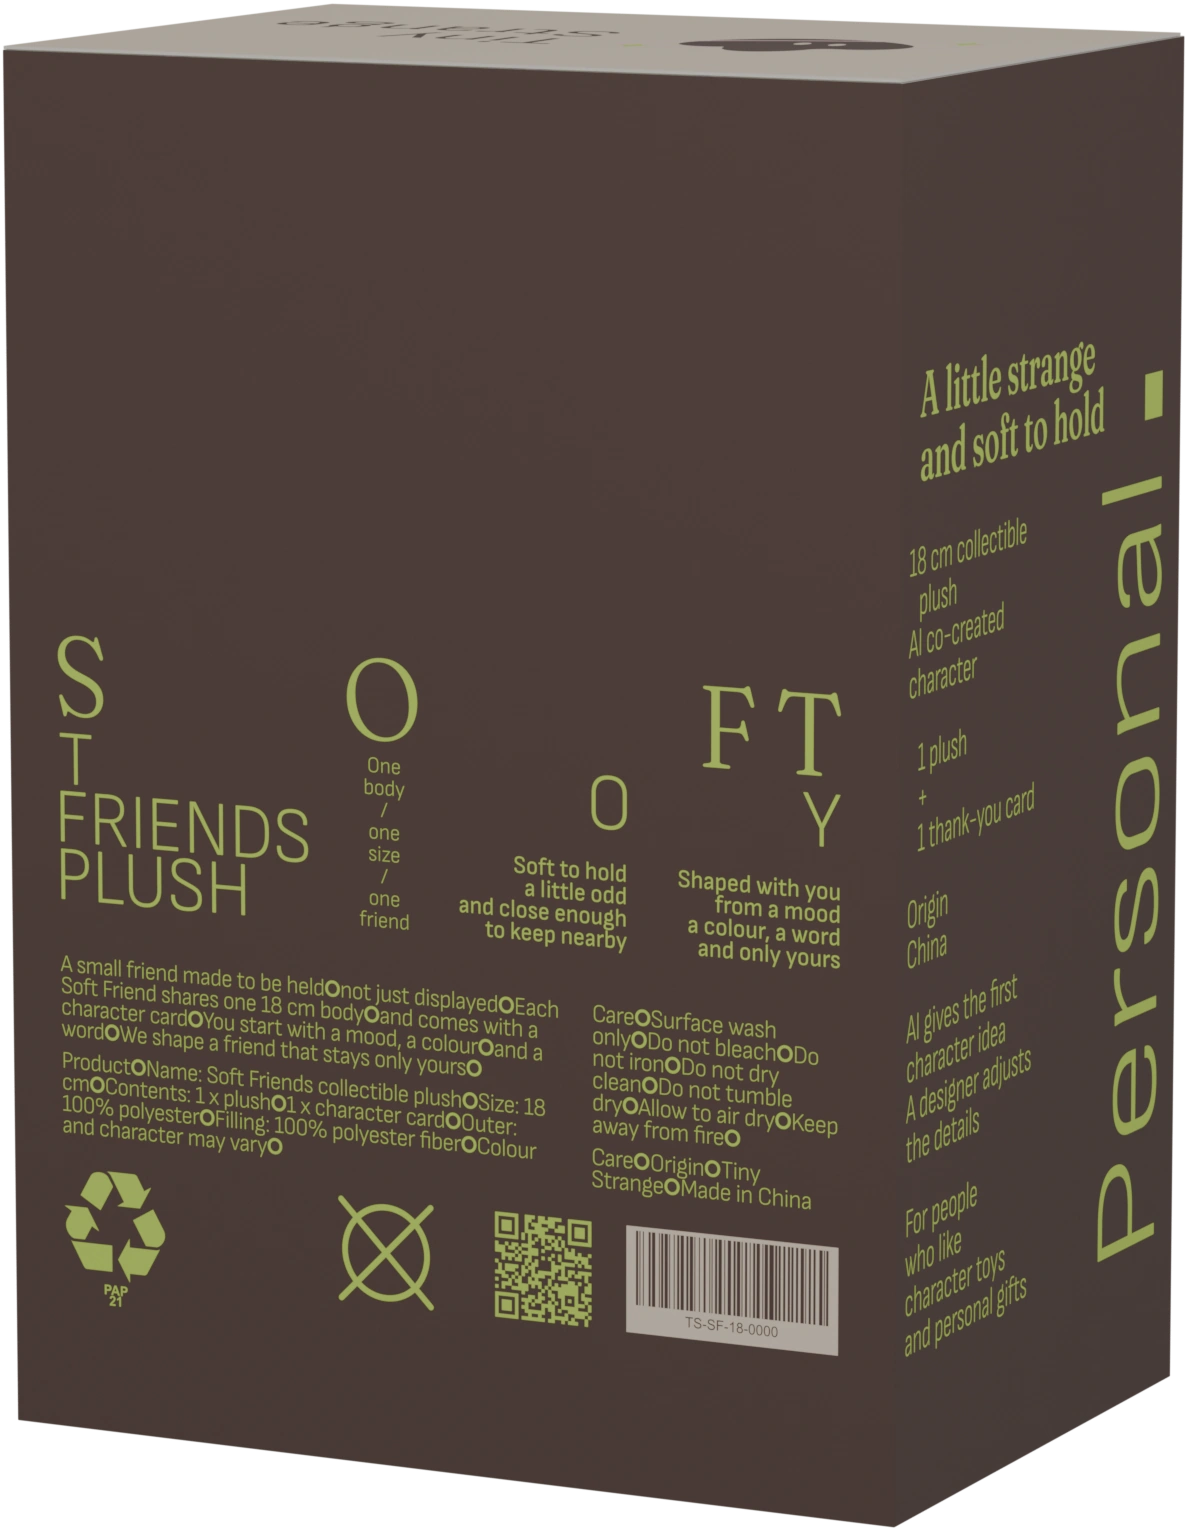 Tiny
Strange
S O F T
T O Y
FRIENDS
PLUSH
One
body
/
one
size
/
one
friend
Soft to hold
a little odd
and close enough
to keep nearby
Shaped with you
from a mood
a colour, a word
and only yours
A small friend made to be held not just displayed Each
Soft Friend shares one 18 cm body and comes with a
character card You start with a mood, a colour and a
word We shape a friend that stays only yours
Product Name: Soft Friends collectible plush Size: 18
cm Contents: 1 x plush 1 x character card Outer:
100% polyester Filling: 100% polyester fiber Colour
and character may vary
Care Surface wash
only Do not bleach Do
not iron Do not dry
clean Do not tumble
dry Allow to air dry Keep
away from fire
Care Origin Tiny
Strange Made in China
PAP
21
TS-SF-18-0000
A little strange
and soft to hold
18 cm collectible
plush
AI co-created
character
1 plush
+
1 thank-you card
Origin
China
AI gives the first
character idea
A designer adjusts
the details
For people
who like
character toys
and personal gifts
Personal